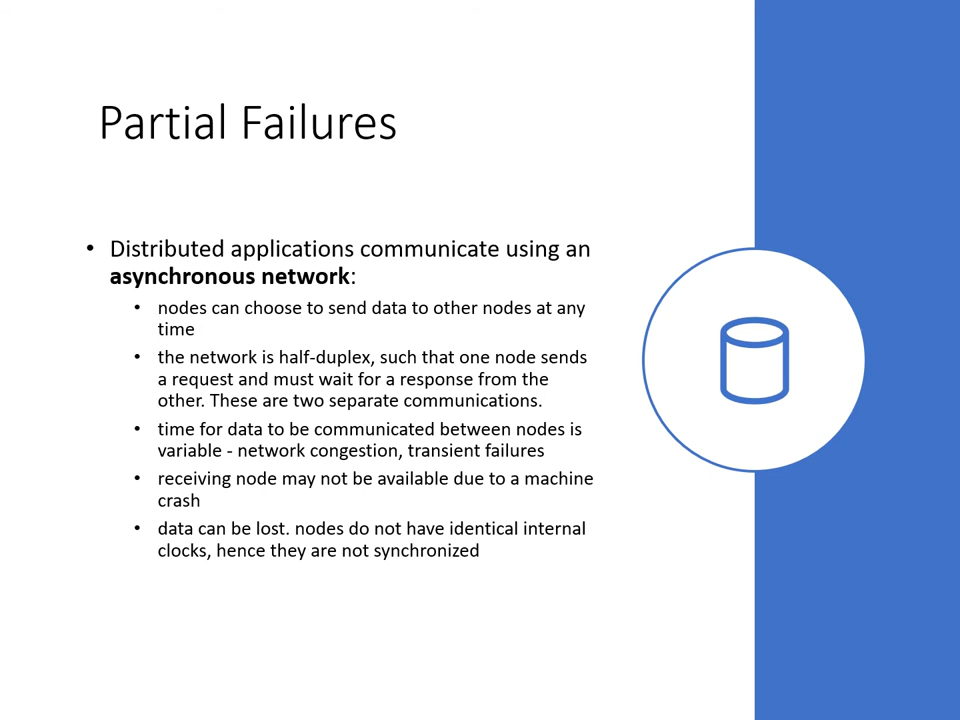 Partial Failures
• Distributed applications communicate using an
asynchronous network:
• nodes can choose to send data to other nodes at any
time
• the network is half-duplex, such that one node sends
a request and must wait for a response from the
other. These are two separate communications.
• time for data to be communicated between nodes is
variable - network congestion, transient failures
• receiving node may not be available due to a machine
crash
• data can be lost. nodes do not have identical internal
clocks, hence they are not synchronized